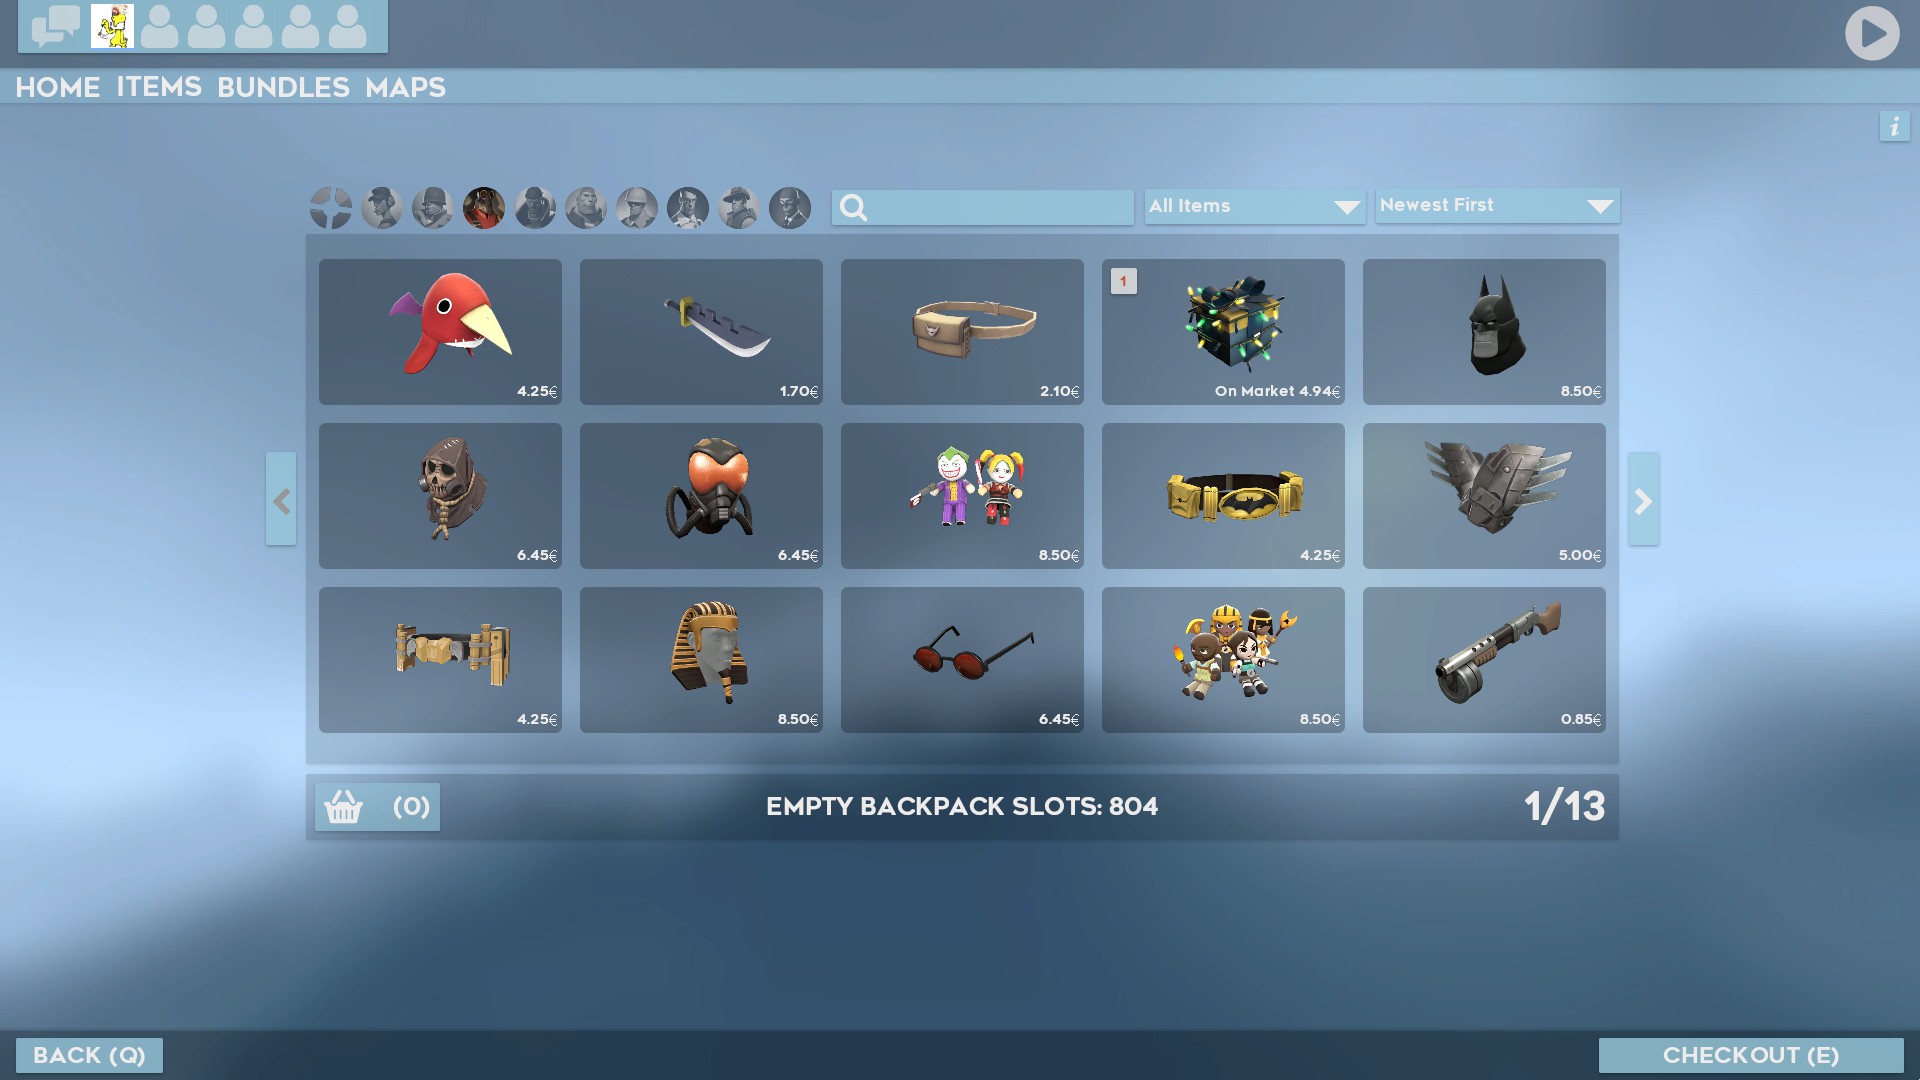 HOME ITEMS BUNDLES MAPS
i
All Items
Newest First
4.25€
1.70€
2.10€
1
On Market 4.94€
8.50€
6.45€
6.45€
8.50€
4.25€
5.00€
4.25€
8.50€
6.45€
8.50€
0.85€
(0)
EMPTY BACKPACK SLOTS: 804
1/13
BACK (Q)
CHECKOUT (E)